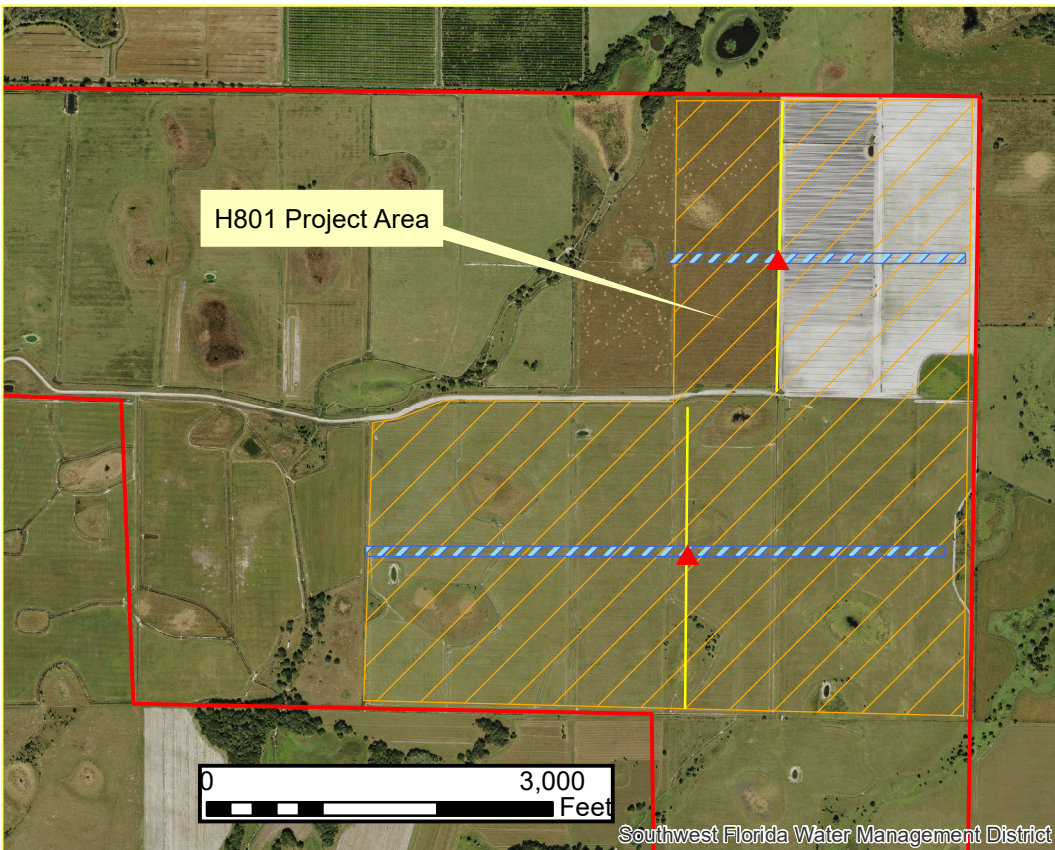 H801 Project Area
0 3,000
Feet
Southwest Florida Water Management District